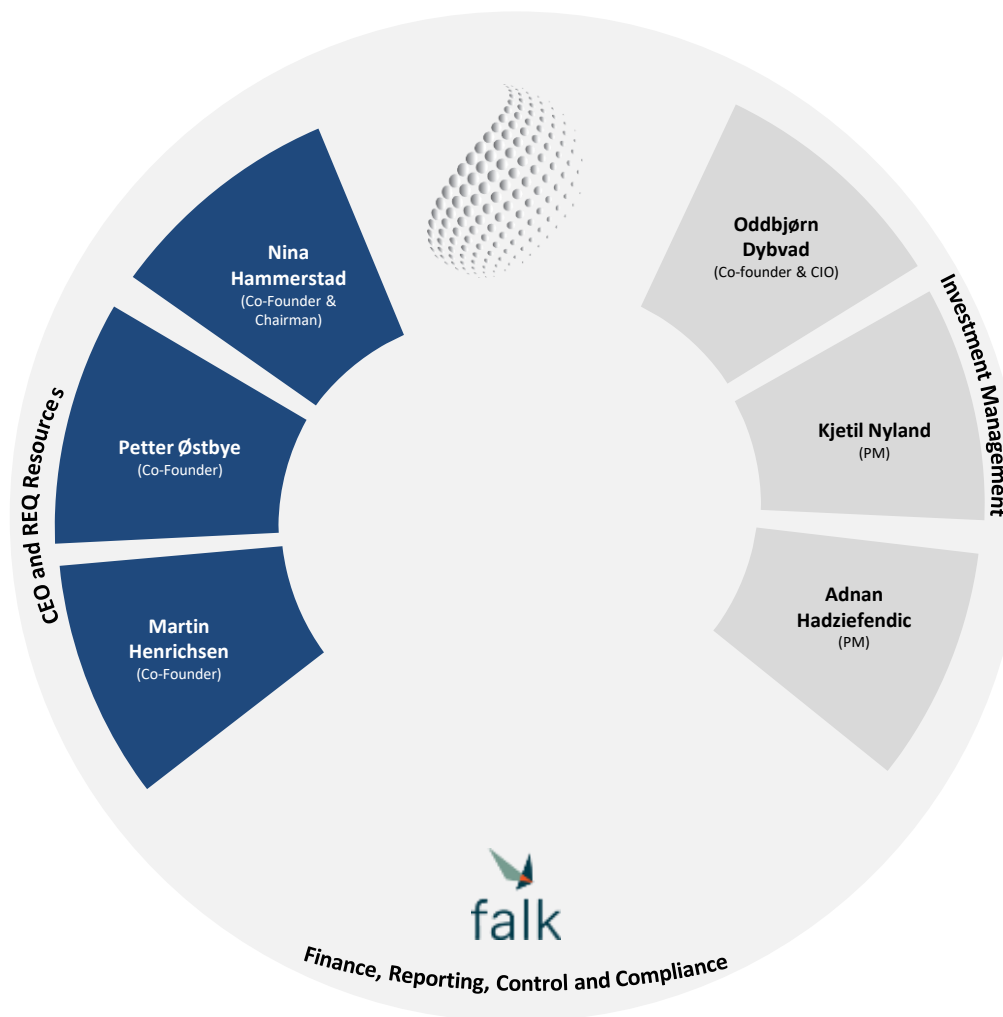 Nina
Hammerstad
(Co-Founder &
Chairman)
Petter Østbye
(Co-Founder)
Martin
Henrichsen
(Co-Founder)
CEO and REQ Resources
Oddbjørn
Dybvad
(Co-founder & CIO)
Kjetil Nyland
(PM)
Adnan
Hadziefendic
(PM)
Investment Management
falk
Finance, Reporting, Control and Compliance